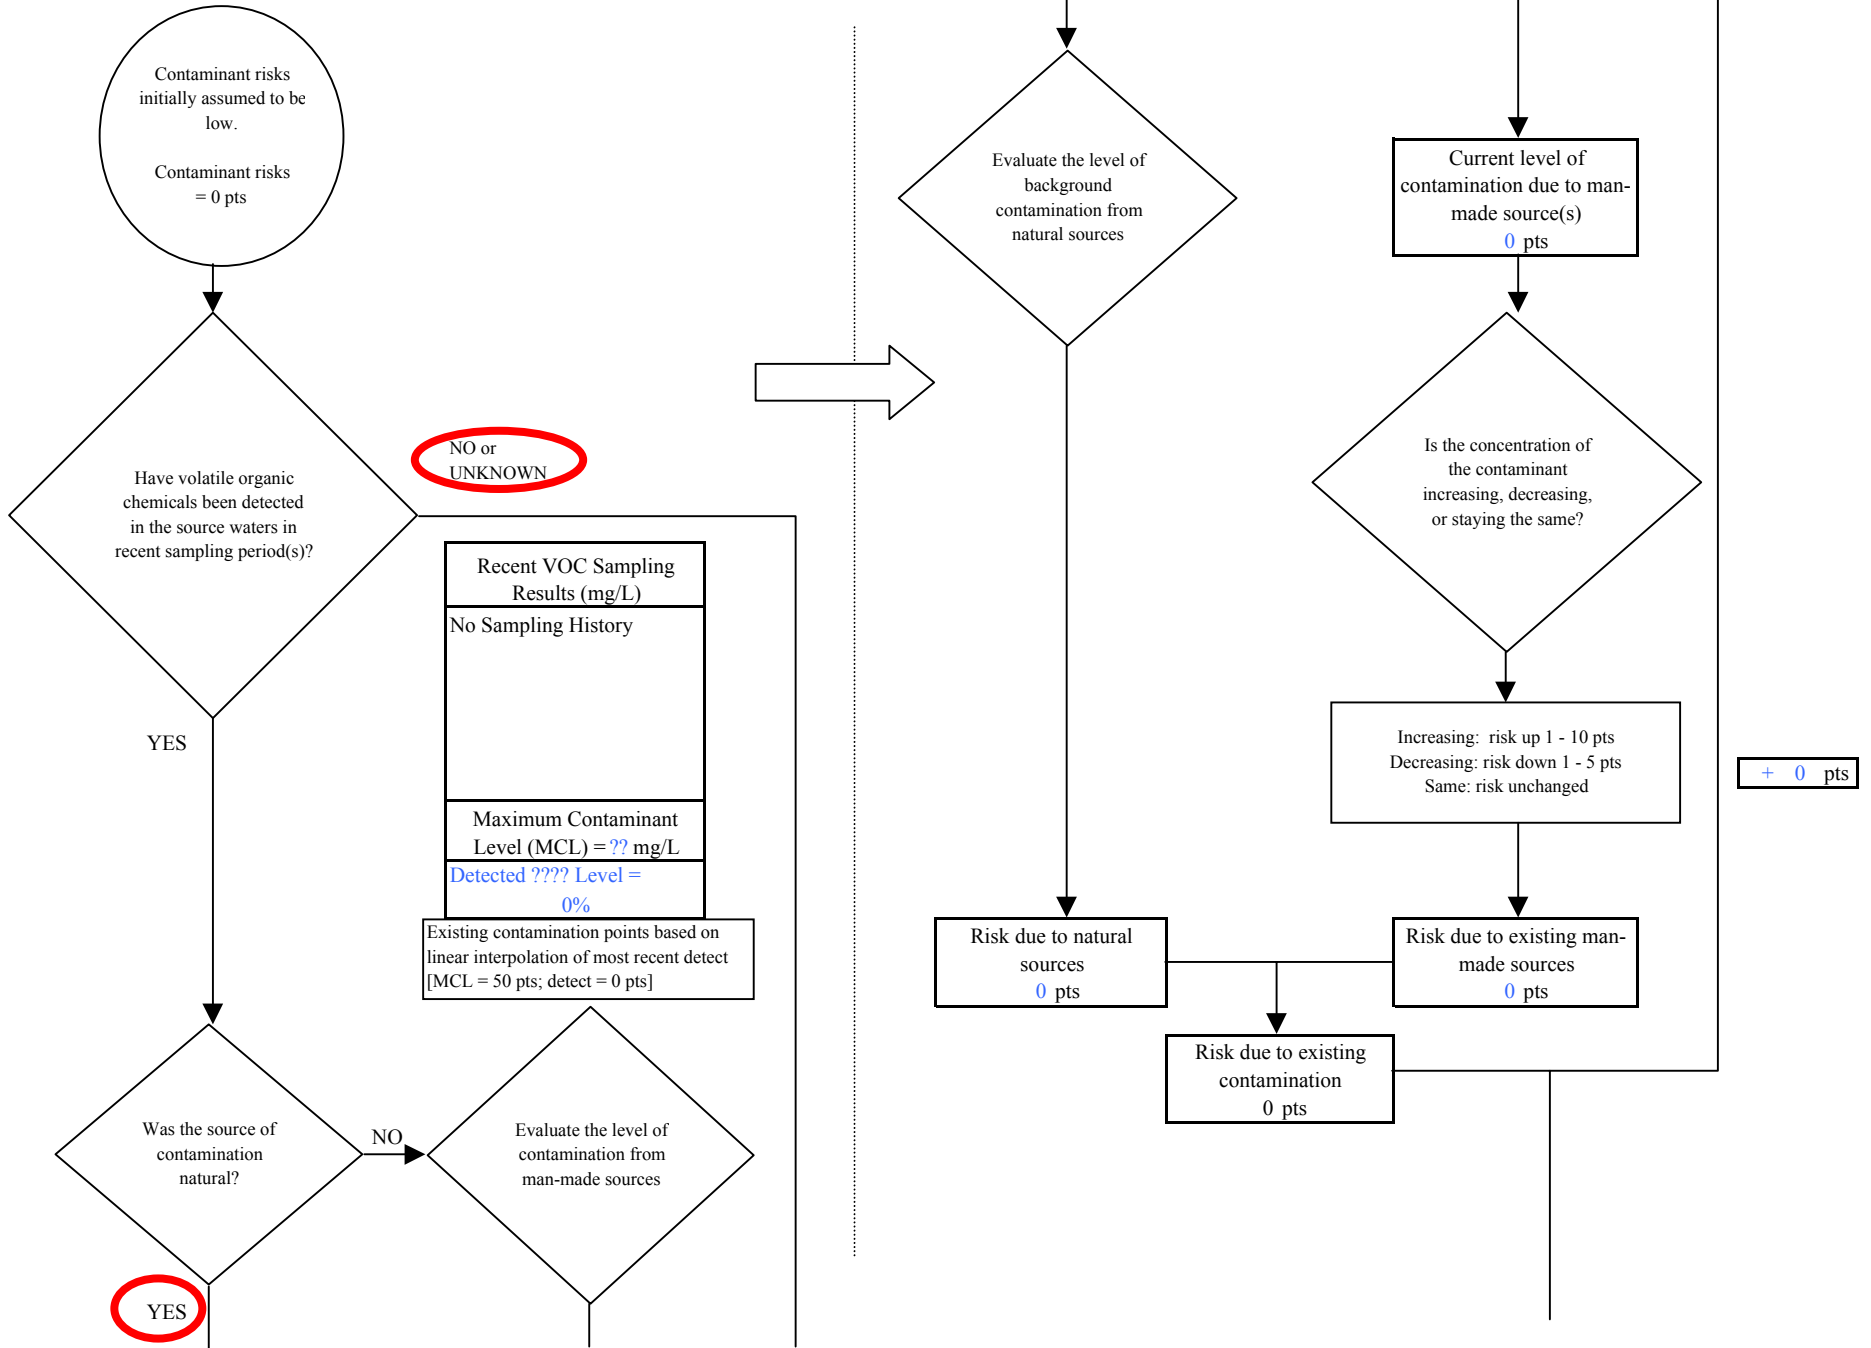 Contaminant risks
initially assumed to be
low.
Contaminant risks
= 0 pts
Have volatile organic
chemicals been detected
in the source waters in
recent sampling period(s)?
NO or
UNKNOWN
YES
Recent VOC Sampling
Results (mg/L)
No Sampling History
Maximum Contaminant
Level (MCL) = ?? mg/L
Detected ???? Level =
0%
Existing contamination points based on
linear interpolation of most recent detect
[MCL = 50 pts; detect = 0 pts]
Was the source of
contamination
natural?
NO
Evaluate the level of
contamination from
man-made sources
YES
Evaluate the level of
background
contamination from
natural sources
Current level of
contamination due to man-
made source(s)
0 pts
Is the concentration of
the contaminant
increasing, decreasing,
or staying the same?
Increasing: risk up 1 - 10 pts
Decreasing: risk down 1 - 5 pts
Same: risk unchanged
+ 0 pts
Risk due to natural
sources
0 pts
Risk due to existing man-
made sources
0 pts
Risk due to existing
contamination
0 pts